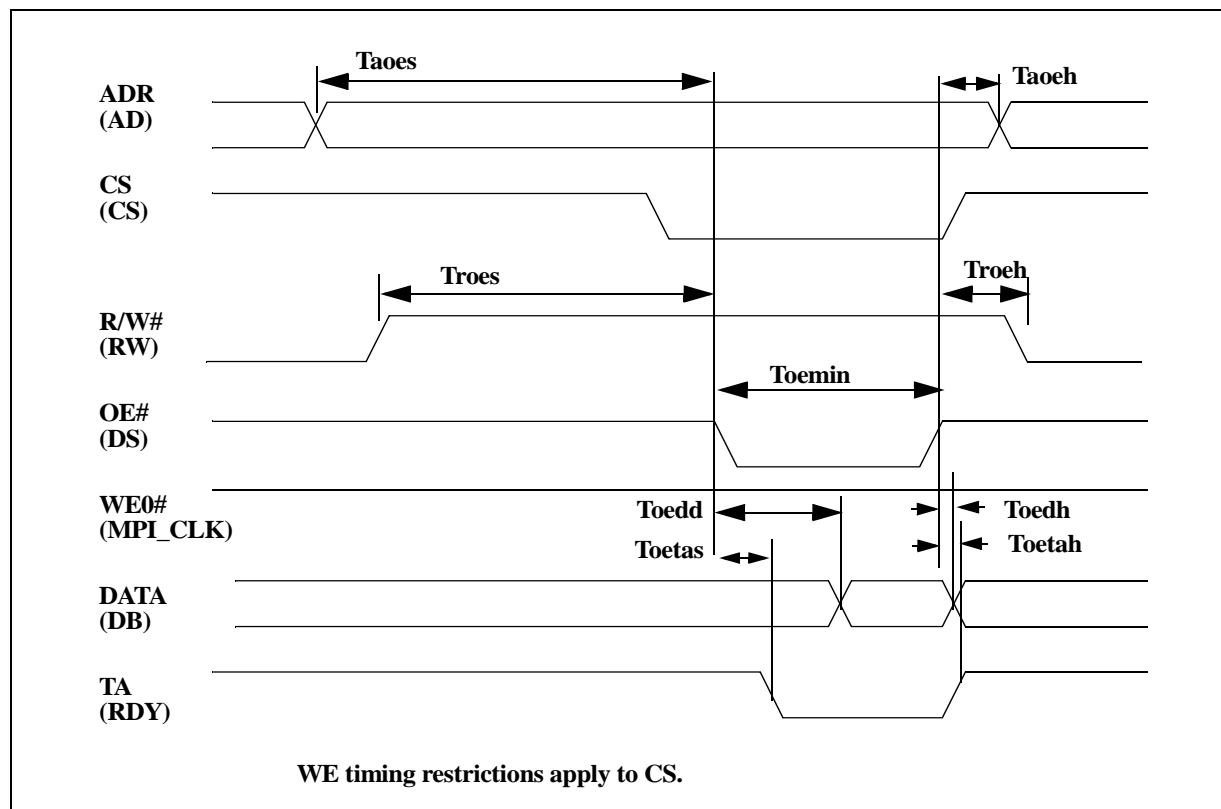 Taoes
Taoeh
ADR
(AD)
CS
(CS)
Troes
Troeh
R/W#
(RW)
Toemin
OE#
(DS)
WE0#
(MPI_CLK)
Toedd
Toedh
Toetas
Toetah
DATA
(DB)
TA
(RDY)
WE timing restrictions apply to CS.